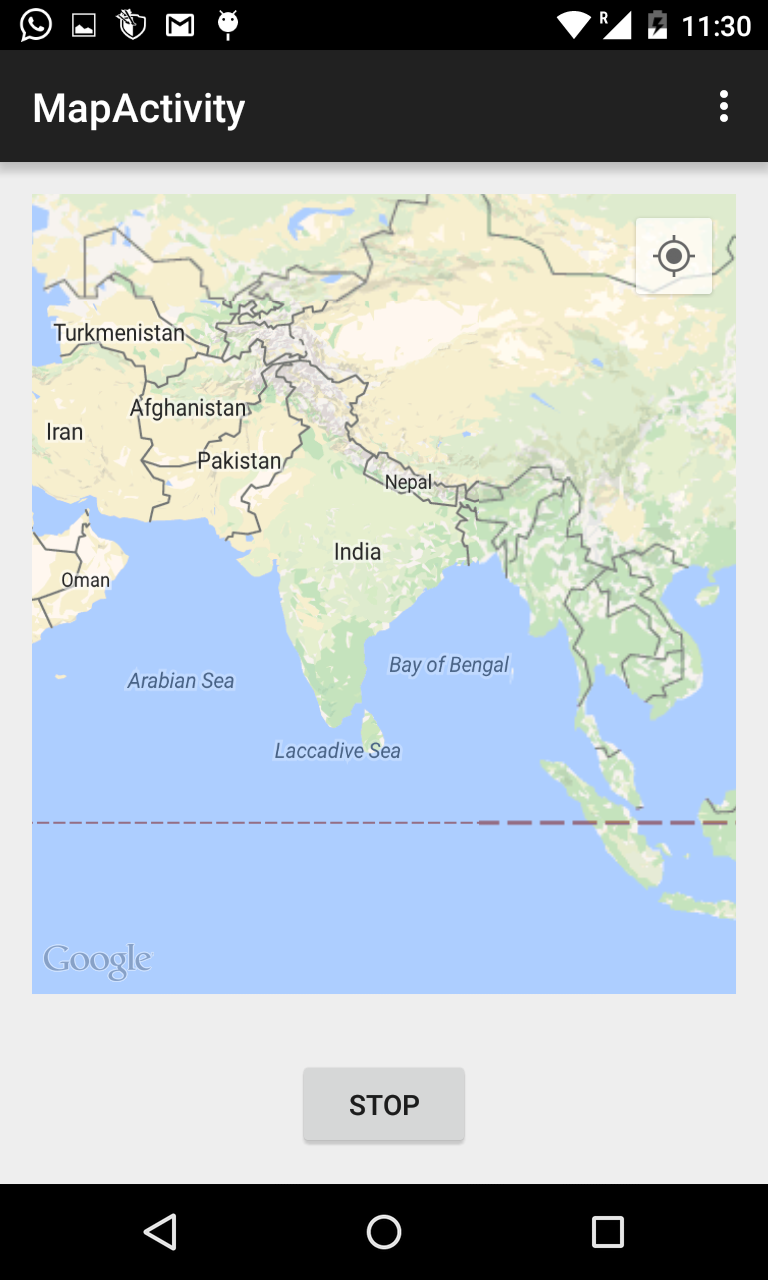 R 11:30
MapActivity
Turkmenistan
Afghanistan
Iran
Pakistan
Nepal
India
Oman
Bay of Bengal
Arabian Sea
Laccadive Sea
Google
STOP